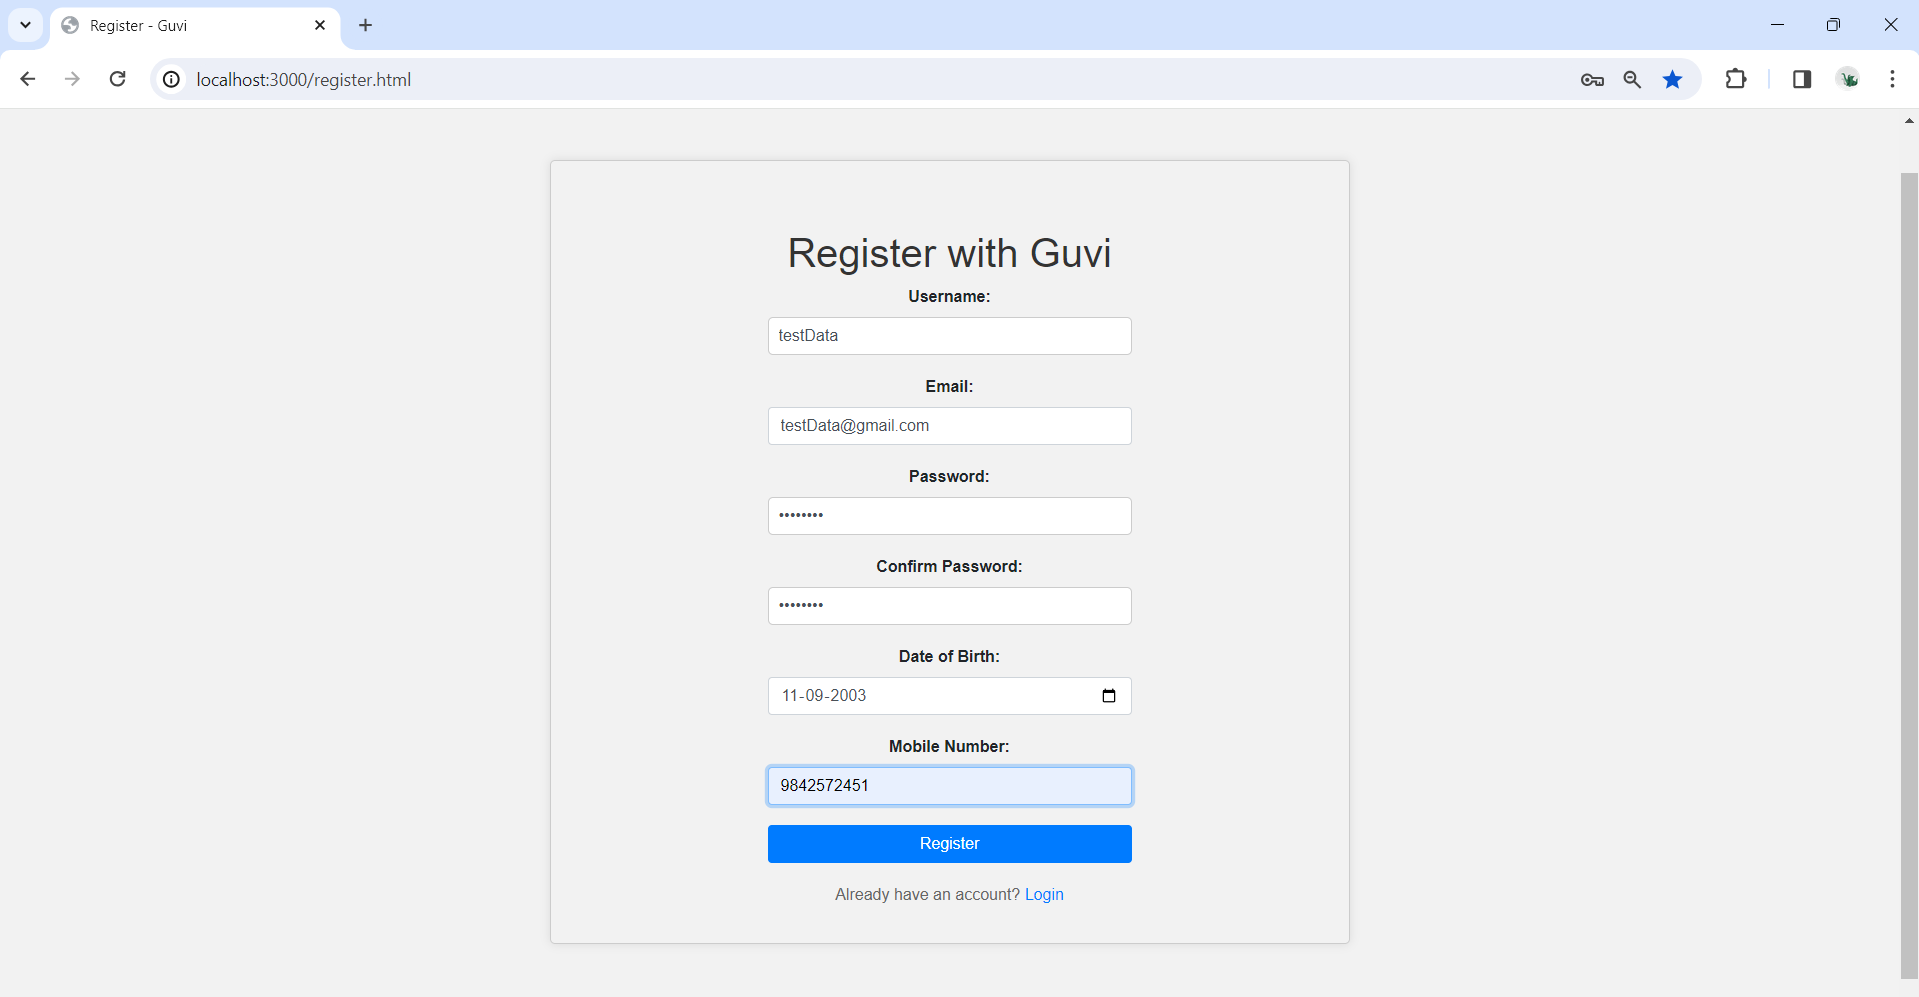 Register - Guvi
localhost:3000/register.html
Register with Guvi
Username:
testData
Email:
testData@gmail.com
Password:
••••••••
Confirm Password:
••••••••
Date of Birth:
11-09-2003
Mobile Number:
9842572451
Register
Already have an account? Login